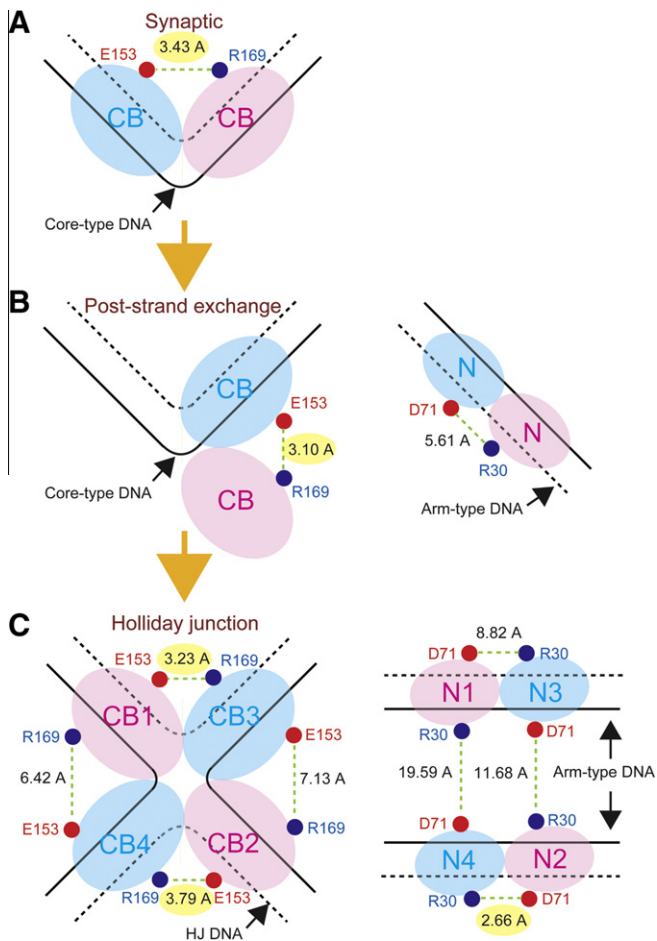 A
Synaptic
E153
3.43 A
R169
CB
CB
Core-type DNA
B
Post-strand exchange
CB
E153
3.10 A
R169
CB
Core-type DNA
N
D71
N
5.61 A
R30
Arm-type DNA
C
Holliday junction
E153
3.23 A
R169
CB1
CB3
R169
E153
6.42 A
7.13 A
E153
R169
CB4
CB2
R169
3.79 A
E153
HJ DNA
8.82 A
D71
R30
N1
N3
R30
D71
19.59 A
11.68 A
Arm-type DNA
D71
R30
N4
N2
R30
D71
2.66 A